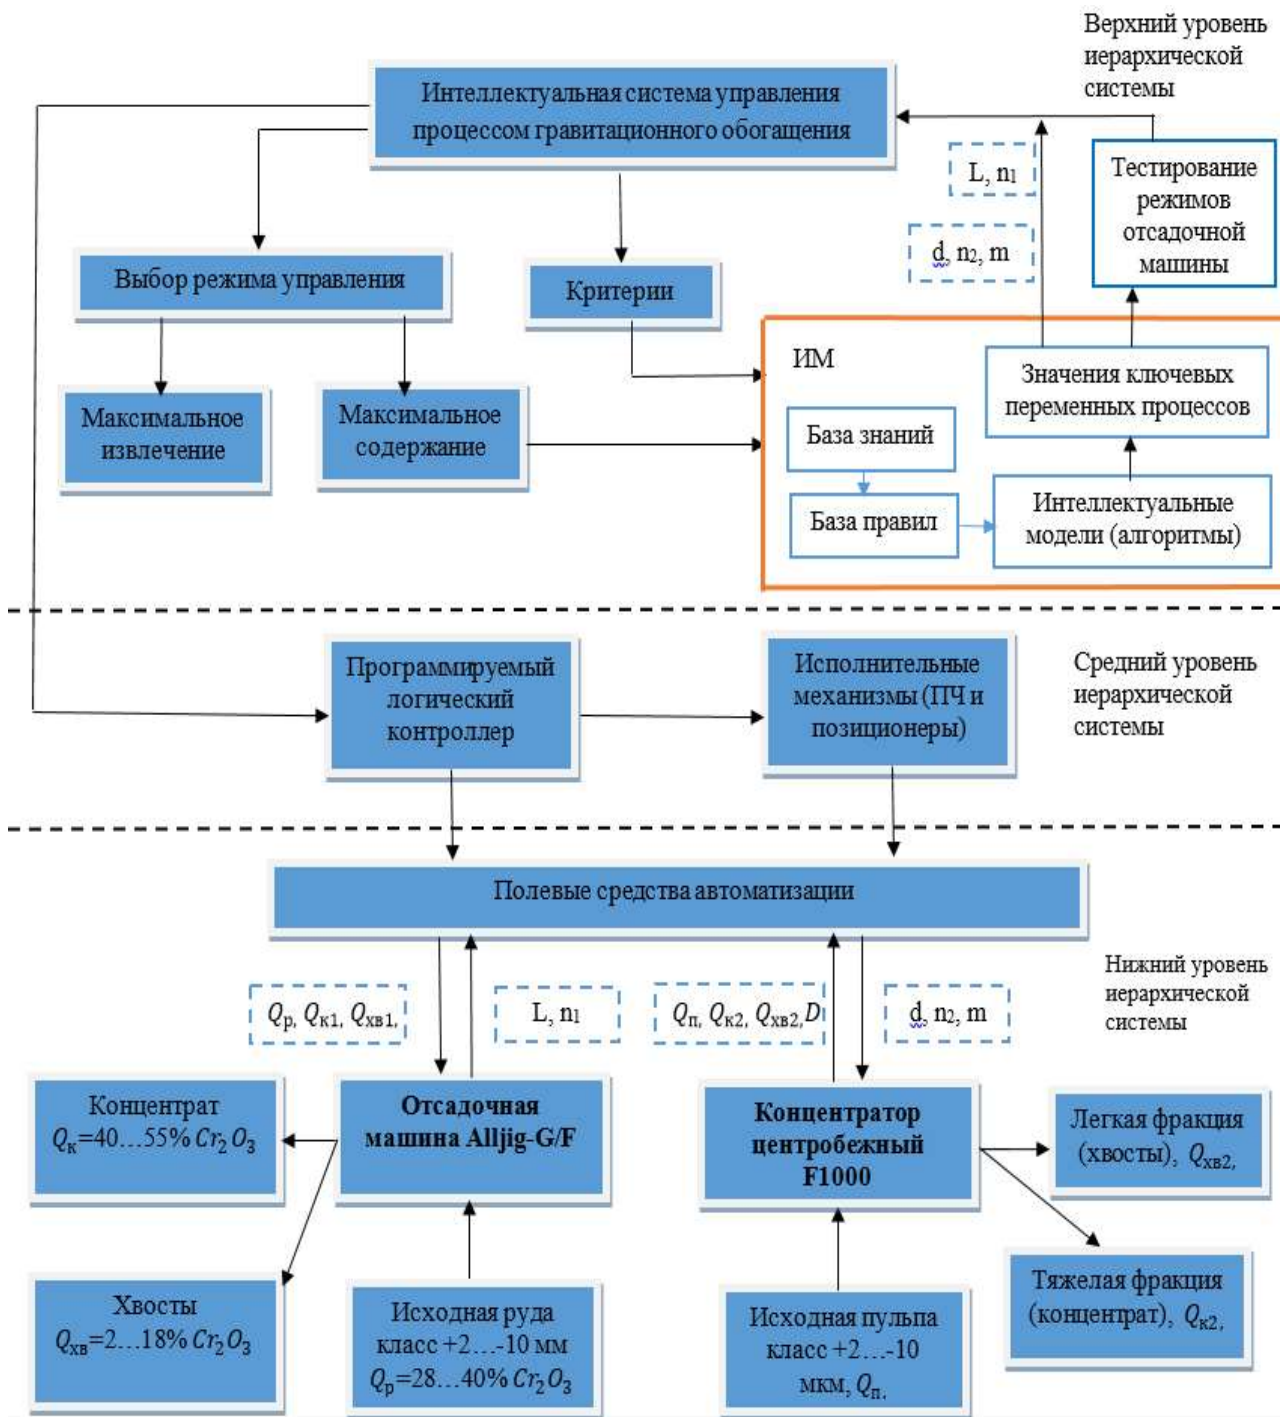 Верхний уровень
иерархической
системы
Интеллектуальная система управления
процессом гравитационного обогащения
L, n₁
d, n₂, m
Тестирование
режимов
отсадочной
машины
Выбор режима управления
Критерии
Максимальное
извлечение
Максимальное
содержание
ИМ
Значения ключевых
переменных процессов
База знаний
База правил
Интеллектуальные
модели (алгоритмы)
Программируемый
логический
контроллер
Исполнительные
механизмы (ПЧ и
позиционеры)
Средний уровень
иерархической
системы
Полевые средства автоматизации
Нижний уровень
иерархической
системы
Qр, Qк1, Qхв1,
L, n₁
Qп, Qк2, Qхв2, D
d, n₂, m
Концентрат
Qк=40…55% Cr₂O₃
Отсадочная
машина Alljig-G/F
Концентратор
центробежный
F1000
Легкая фракция
(хвосты), Qхв2,
Хвосты
Qхв=2…18% Cr₂O₃
Исходная руда
класс +2…-10 мм
Qр=28…40% Cr₂O₃
Исходная пульпа
класс +2…-10
мкм, Qп,
Тяжелая фракция
(концентрат), Qк2,